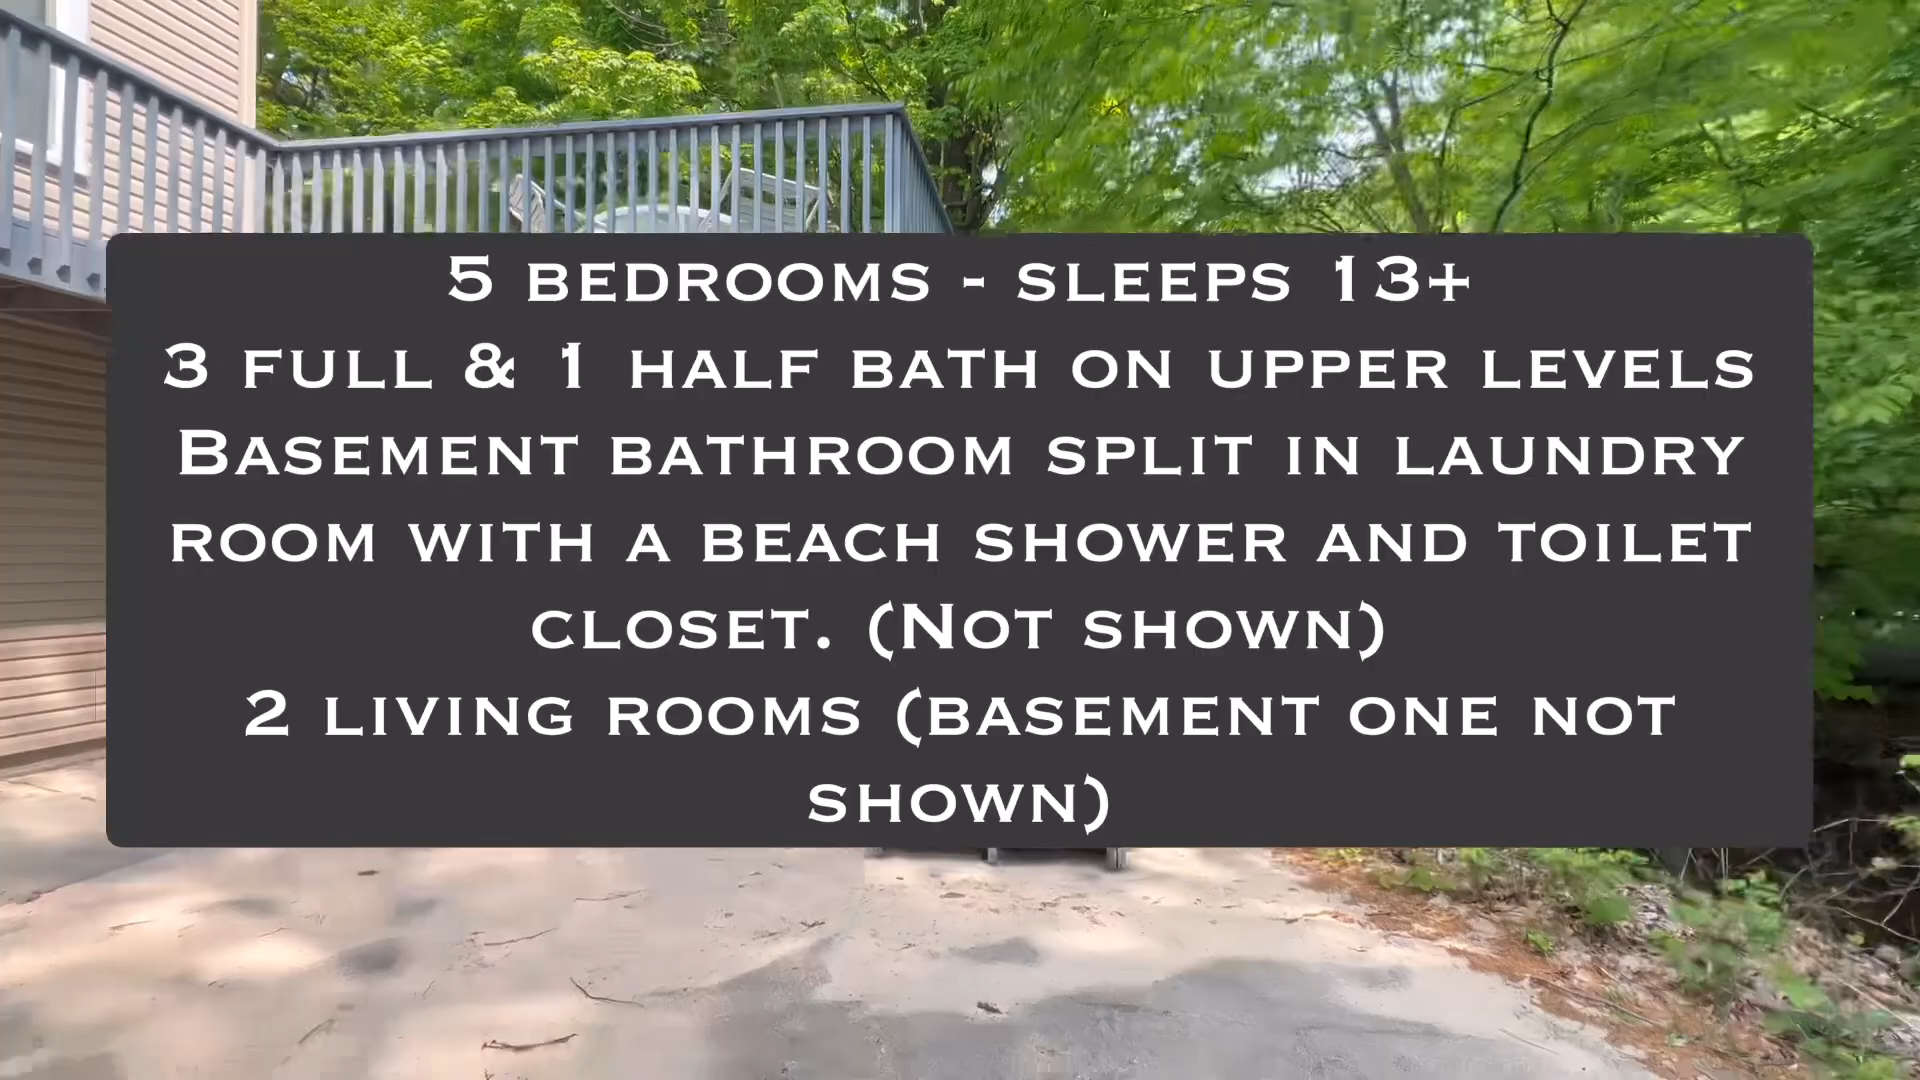 5 BEDROOMS - SLEEPS 13+
3 FULL & 1 HALF BATH ON UPPER LEVELS
BASEMENT BATHROOM SPLIT IN LAUNDRY
ROOM WITH A BEACH SHOWER AND TOILET
CLOSET. (NOT SHOWN)
2 LIVING ROOMS (BASEMENT ONE NOT
SHOWN)